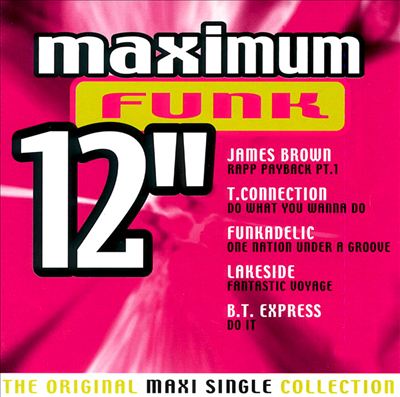 maximum
FUNK
12"
JAMES BROWN
RAPP PAYBACK PT.1
T.CONNECTION
DO WHAT YOU WANNA DO
FUNKADELIC
ONE NATION UNDER A GROOVE
LAKESIDE
FANTASTIC VOYAGE
B.T. EXPRESS
DO IT
THE ORIGINAL MAXI SINGLE COLLECTION